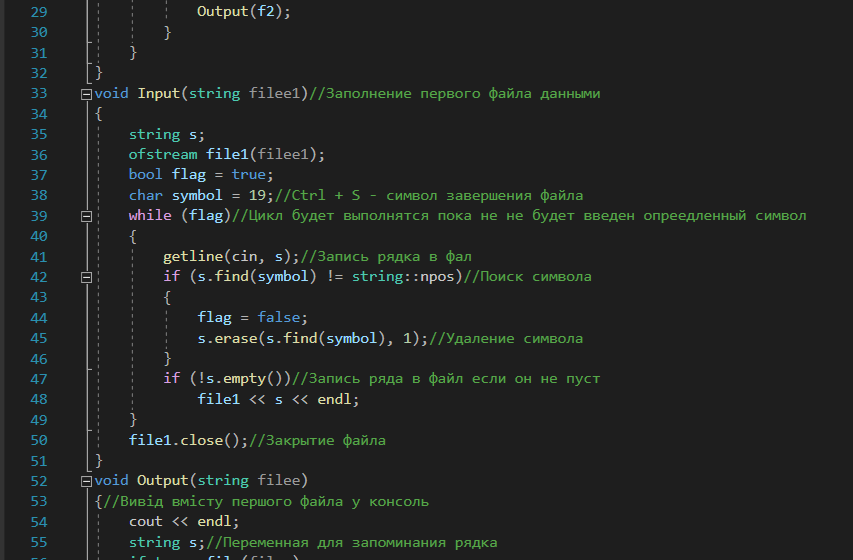 29 Output(f2);
30 }
31 }
32 }
33 void Input(string filee1)//Заполнение первого файла данными
34 {
35 string s;
36 ofstream file1(filee1);
37 bool flag = true;
38 char symbol = 19;//Ctrl + S - символ завершения файла
39 while (flag)//Цикл будет выполнятся пока не не будет введен опреедленный символ
40 {
41 getline(cin, s);//Запись рядка в фал
42 if (s.find(symbol) != string::npos)//Поиск символа
43 {
44 flag = false;
45 s.erase(s.find(symbol), 1);//Удаление символа
46 }
47 if (!s.empty())//Запись ряда в файл если он не пуст
48 file1 << s << endl;
49 }
50 file1.close();//Закрытие файла
51 }
52 void Output(string filee)
53 {//Вивід вмісту першого файла у консоль
54 cout << endl;
55 string s;//Переменная для запоминания рядка